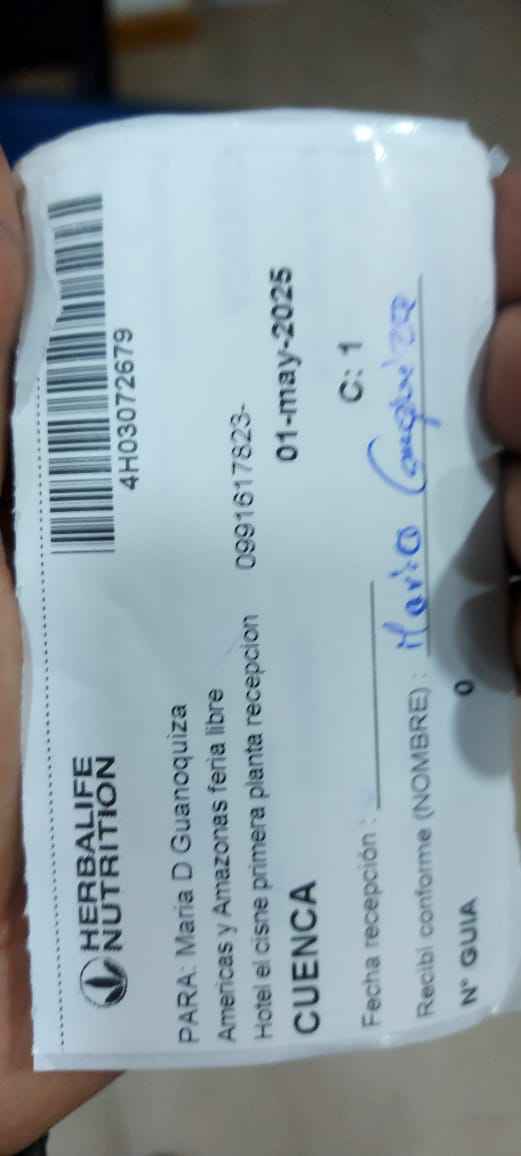 HERBALIFE
NUTRITION
4H03072679
PARA: Maria D Guanoquiza
Americas y Amazonas feria libre
Hotel el cisne primera planta recepcion 0991617823-
CUENCA 01-may-2025
C: 1
Fecha recepción :
Recibí conforme (NOMBRE) : Maria
N° GUIA 0